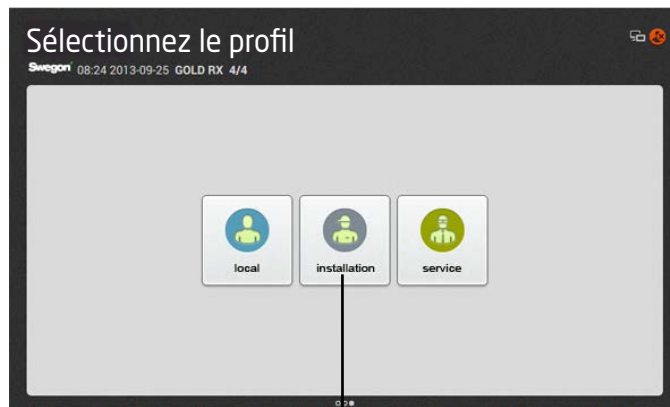 Sélectionnez le profil
Swegon 08:24 2013-09-25 GOLD RX 4/4
local installation service